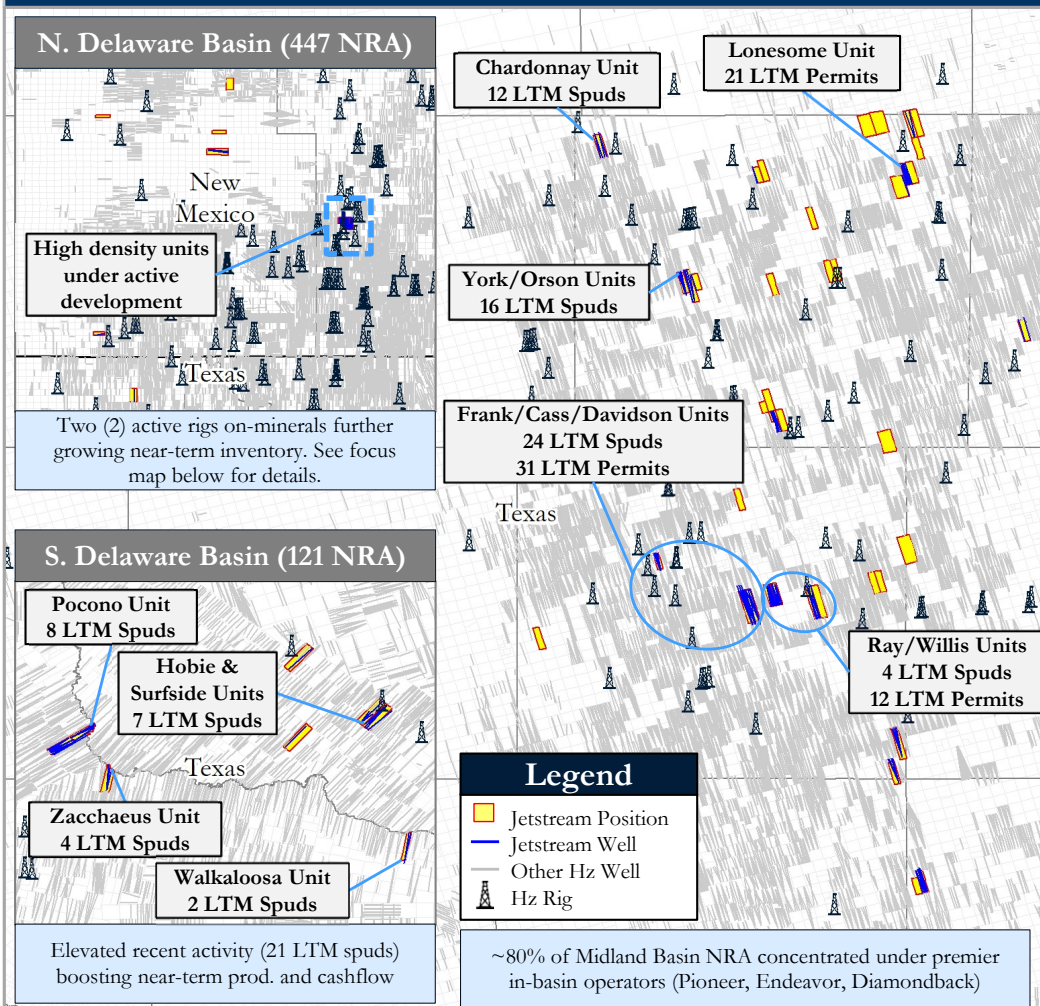 N. Delaware Basin (447 NRA)
New
Mexico
High density units
under active
development
Texas
Two (2) active rigs on-minerals further
growing near-term inventory. See focus
map below for details.
S. Delaware Basin (121 NRA)
Pocono Unit
8 LTM Spuds
Hobie &
Surfside Units
7 LTM Spuds
Texas
Zacchaeus Unit
4 LTM Spuds
Walkaloosa Unit
2 LTM Spuds
Elevated recent activity (21 LTM spuds)
boosting near-term prod. and cashflow
Chardonnay Unit
12 LTM Spuds
Lonesome Unit
21 LTM Permits
York/Orson Units
16 LTM Spuds
Frank/Cass/Davidson Units
24 LTM Spuds
31 LTM Permits
Texas
Ray/Willis Units
4 LTM Spuds
12 LTM Permits
Legend
Jetstream Position
Jetstream Well
Other Hz Well
Hz Rig
~80% of Midland Basin NRA concentrated under premier
in-basin operators (Pioneer, Endeavor, Diamondback)